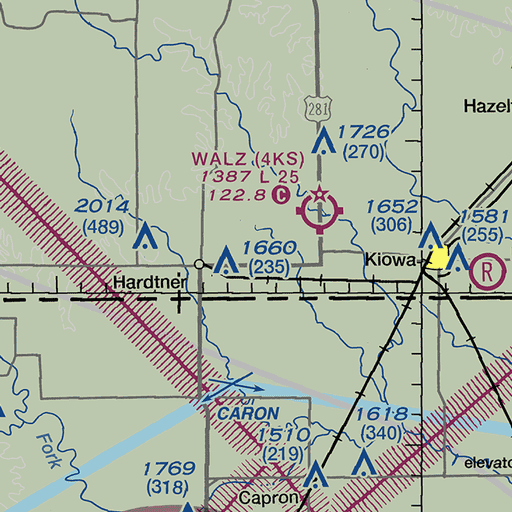 281
Hazelt
1726
(270)
WALZ (4KS)
1387 L 25
122.8 C
2014
(489)
1652
(306)
1581
(255)
1660
(235)
Kiowa
R
Hardtner
CARON
1618
(340)
1510
(219)
Fork
1769
(318)
elevato
Capron